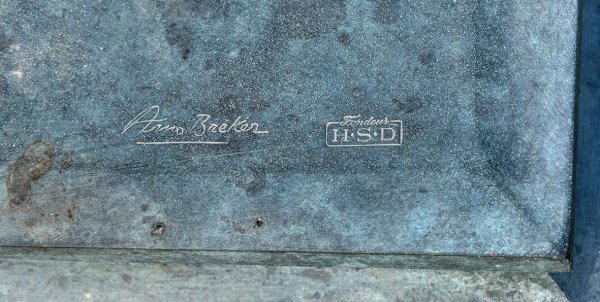 Arno Breker
Fondeur
H·S·D